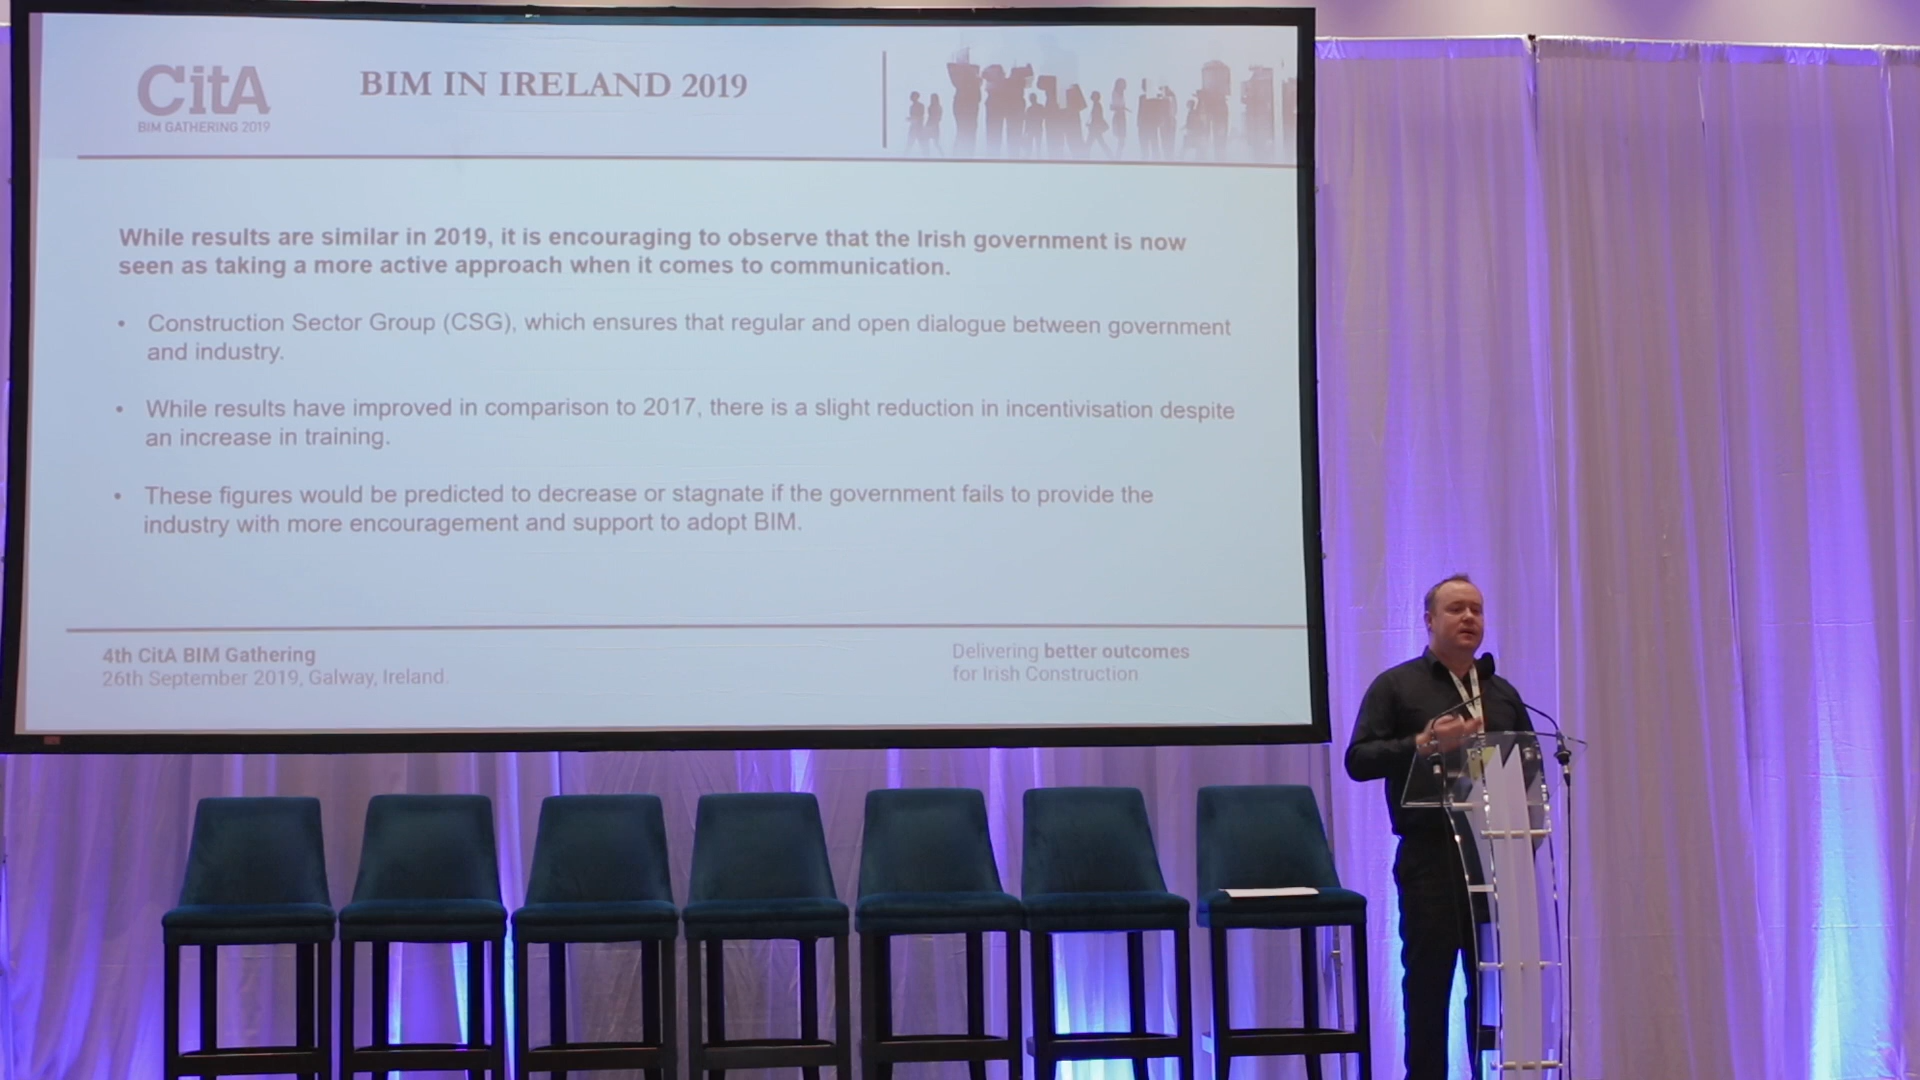 CitA
BIM GATHERING 2019
BIM IN IRELAND 2019
While results are similar in 2019, it is encouraging to observe that the Irish government is now
seen as taking a more active approach when it comes to communication.
• Construction Sector Group (CSG), which ensures that regular and open dialogue between government
and industry.
• While results have improved in comparison to 2017, there is a slight reduction in incentivisation despite
an increase in training.
• These figures would be predicted to decrease or stagnate if the government fails to provide the
industry with more encouragement and support to adopt BIM.
4th CitA BIM Gathering
26th September 2019, Galway, Ireland.
Delivering better outcomes
for Irish Construction